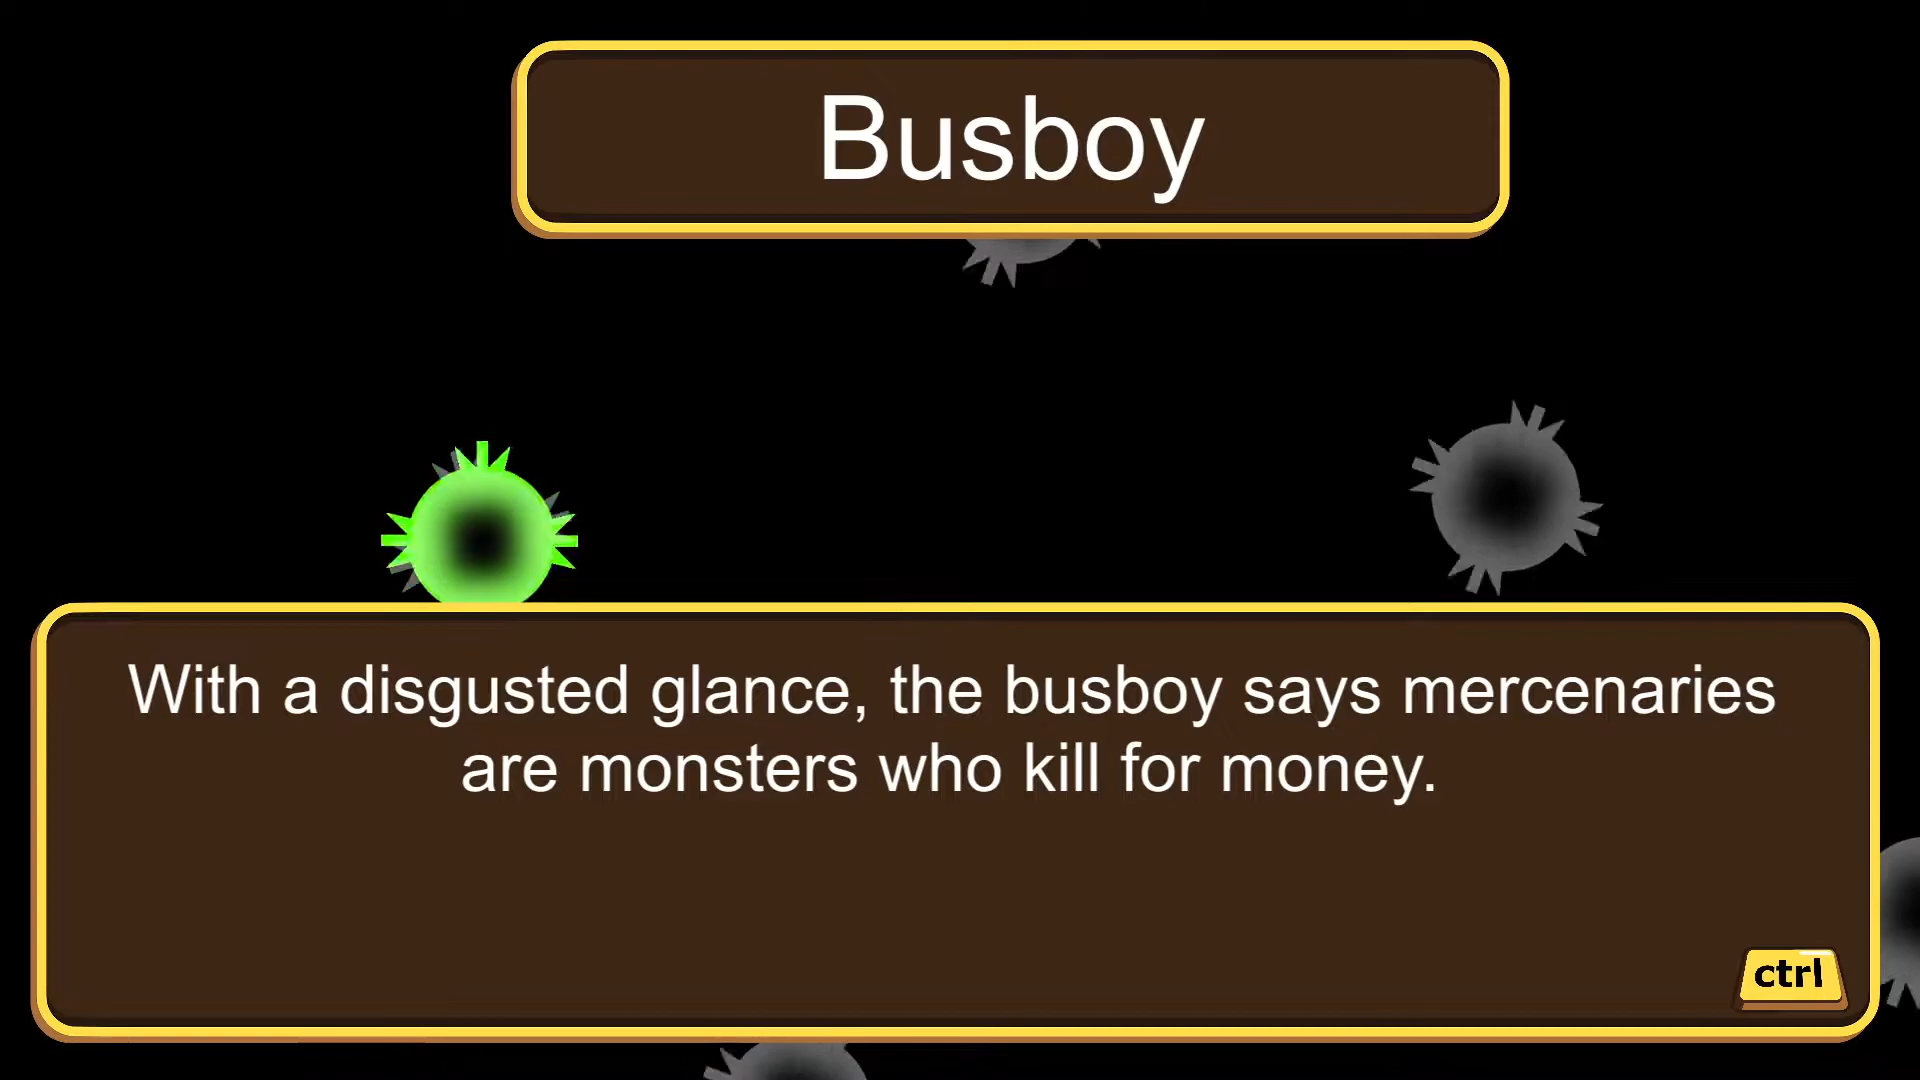 Busboy
With a disgusted glance, the busboy says mercenaries
are monsters who kill for money.
ctrl